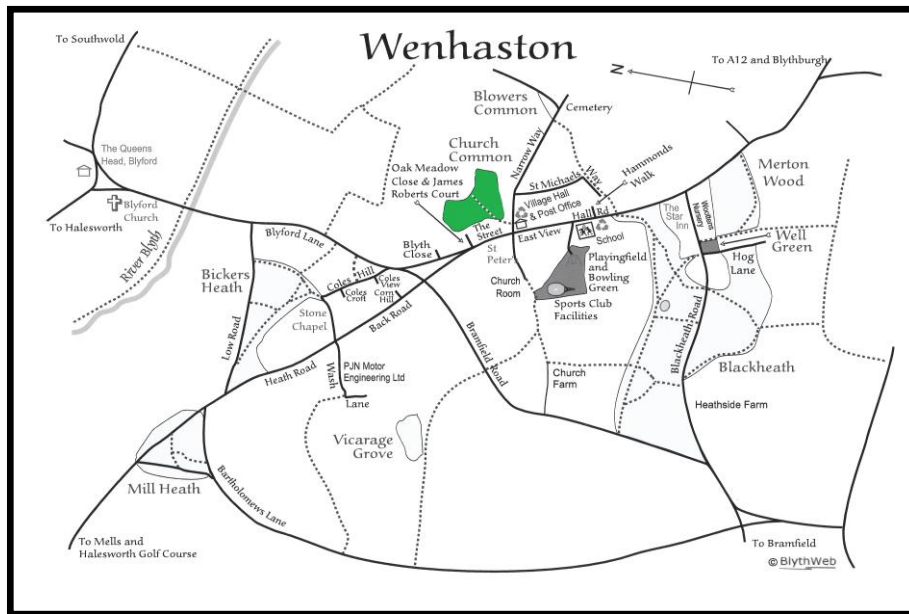 Wenhaston
To Southwold
N
To A12 and Blythburgh
Blowers
Common
Cemetery
The Queens
Head, Blyford
Church
Common
Narrow Way
Oak Meadow
Close & James
Roberts Court
St Michaels
Way
Hammonds
Walk
Merton
Wood
Blyford
Church
Village Hall
& Post Office
To Halesworth
River Blyth
Blyford Lane
Blyth
Close
The
Street
Hall Rd
East View
School
The
Star
Inn
Woottens
Nursery
Well
Green
St
Peter
Bickers
Heath
Coles Hill
Coles
View
Coles
Croft
Corn
Hill
Church
Room
Playingfield
and
Bowling
Green
Hog
Lane
Stone
Chapel
Back Road
Sports Club
Facilities
Low Road
Bramfield Road
Blackheath Road
Heath Road
Wash
Lane
PJN Motor
Engineering Ltd
Church
Farm
Blackheath
Heathside Farm
Vicarage
Grove
Mill Heath
Bartholomews Lane
To Mells and
Halesworth Golf Course
To Bramfield
© BlythWeb